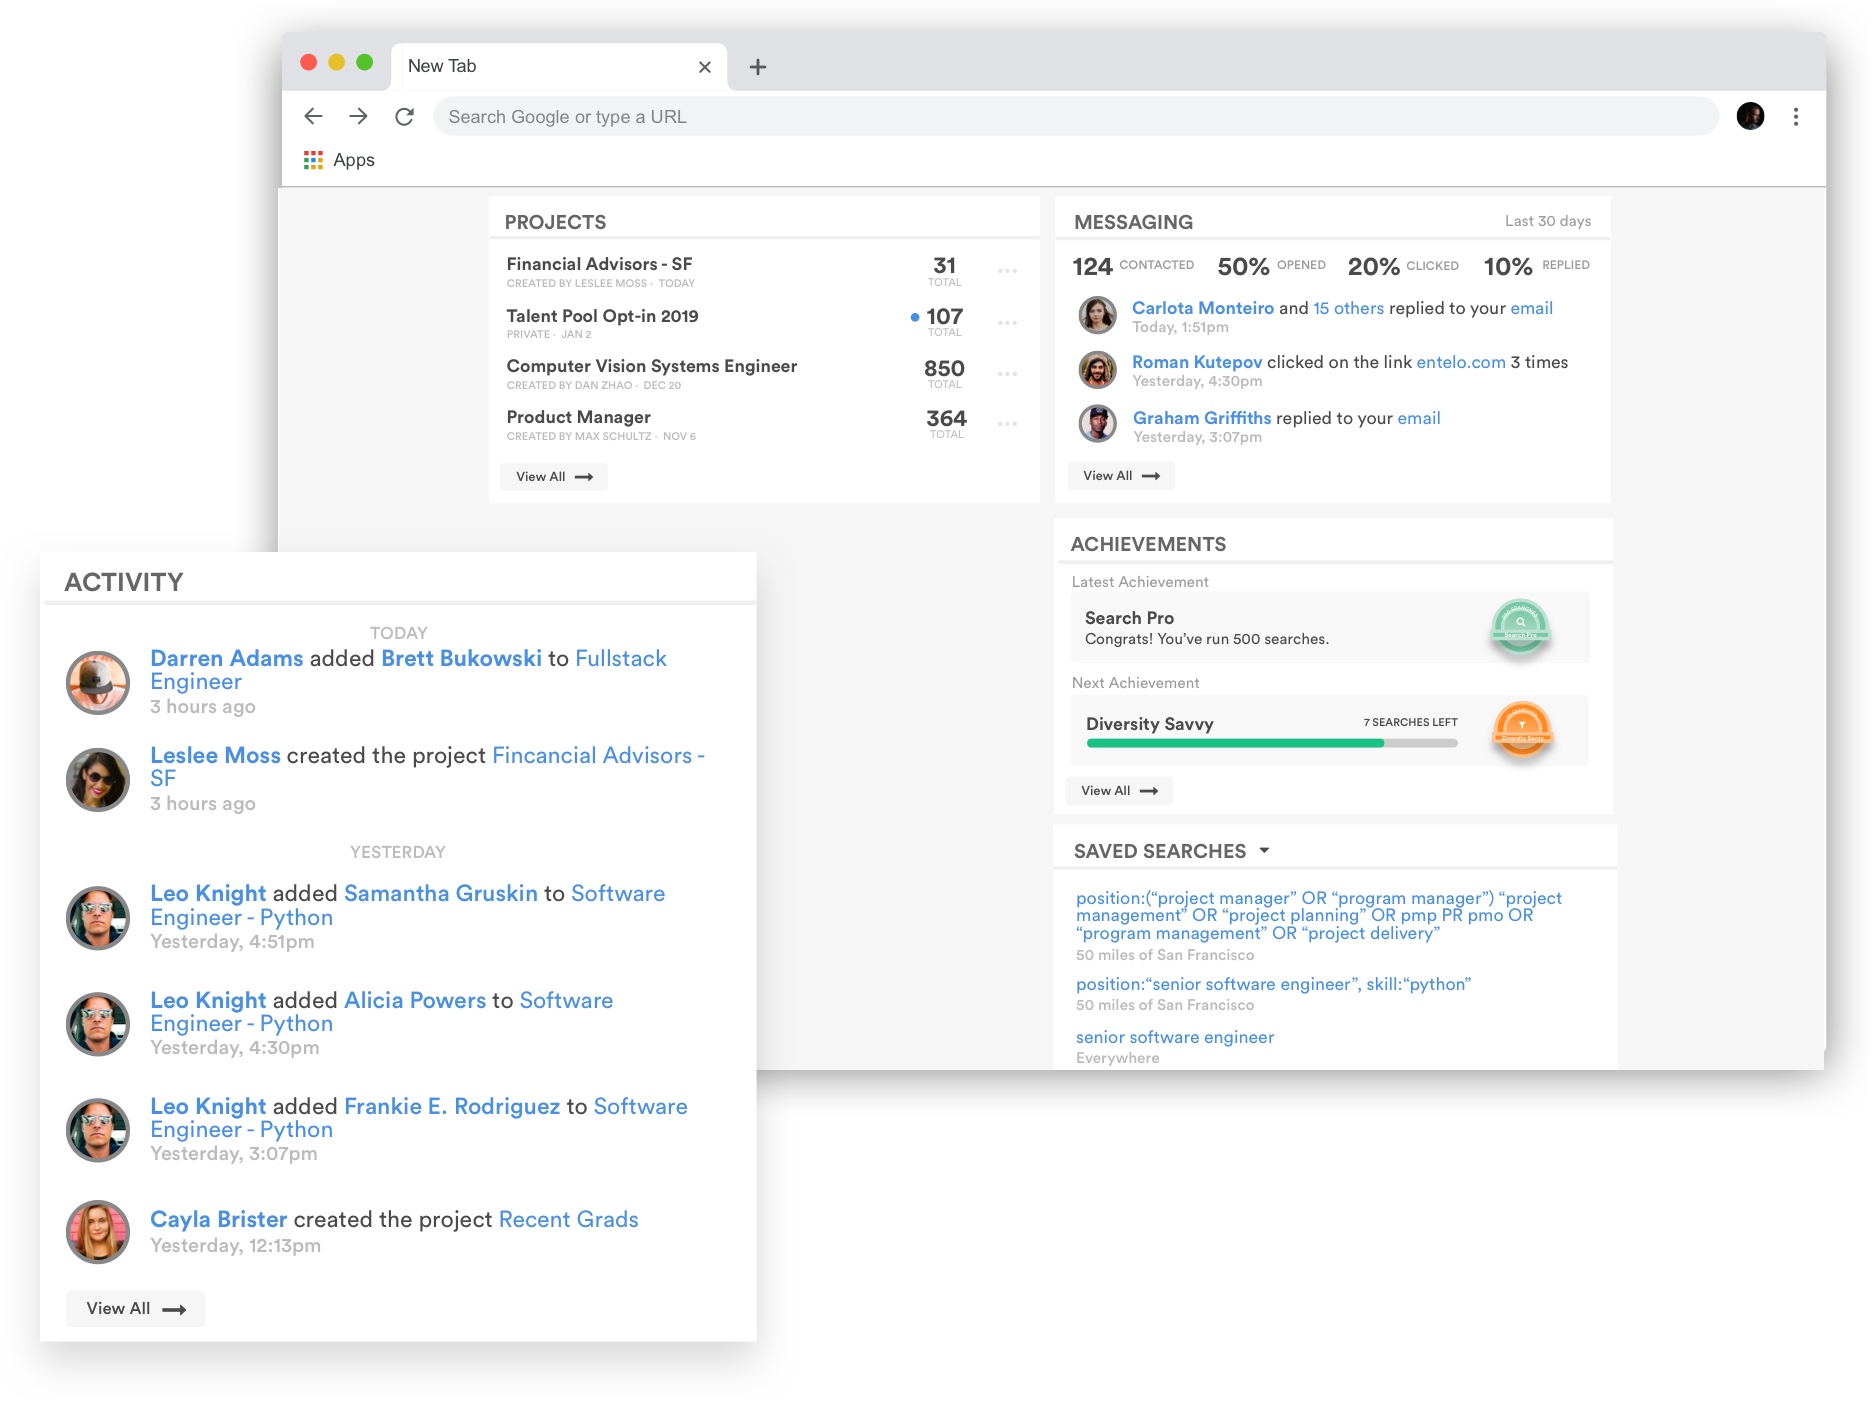 New Tab
Search Google or type a URL
Apps
PROJECTS
Financial Advisors - SF
31
CREATED BY LESLEE MOSS · TODAY
TOTAL
Talent Pool Opt-in 2019
107
PRIVATE · JAN 2
TOTAL
Computer Vision Systems Engineer
850
CREATED BY DAN ZHAO · DEC 20
TOTAL
Product Manager
364
CREATED BY MAX SCHULTZ · NOV 6
TOTAL
View All
MESSAGING
Last 30 days
124 CONTACTED 50% OPENED 20% CLICKED 10% REPLIED
Carlota Monteiro and 15 others replied to your email
Today, 1:51pm
Roman Kutepov clicked on the link entelo.com 3 times
Yesterday, 4:30pm
Graham Griffiths replied to your email
Yesterday, 3:07pm
View All
ACHIEVEMENTS
Latest Achievement
Search Pro
Congrats! You’ve run 500 searches.
Search Pro
Next Achievement
Diversity Savvy
7 SEARCHES LEFT
Diversity Savvy
View All
SAVED SEARCHES
position:(“project manager” OR “program manager”) “project
management” OR “project planning” OR pmp PR pmo OR
“program management” OR “project delivery”
50 miles of San Francisco
position:“senior software engineer”, skill:“python”
50 miles of San Francisco
senior software engineer
Everywhere
ACTIVITY
TODAY
Darren Adams added Brett Bukowski to Fullstack
Engineer
3 hours ago
Leslee Moss created the project Fincancial Advisors -
SF
3 hours ago
YESTERDAY
Leo Knight added Samantha Gruskin to Software
Engineer - Python
Yesterday, 4:51pm
Leo Knight added Alicia Powers to Software
Engineer - Python
Yesterday, 4:30pm
Leo Knight added Frankie E. Rodriguez to Software
Engineer - Python
Yesterday, 3:07pm
Cayla Brister created the project Recent Grads
Yesterday, 12:13pm
View All